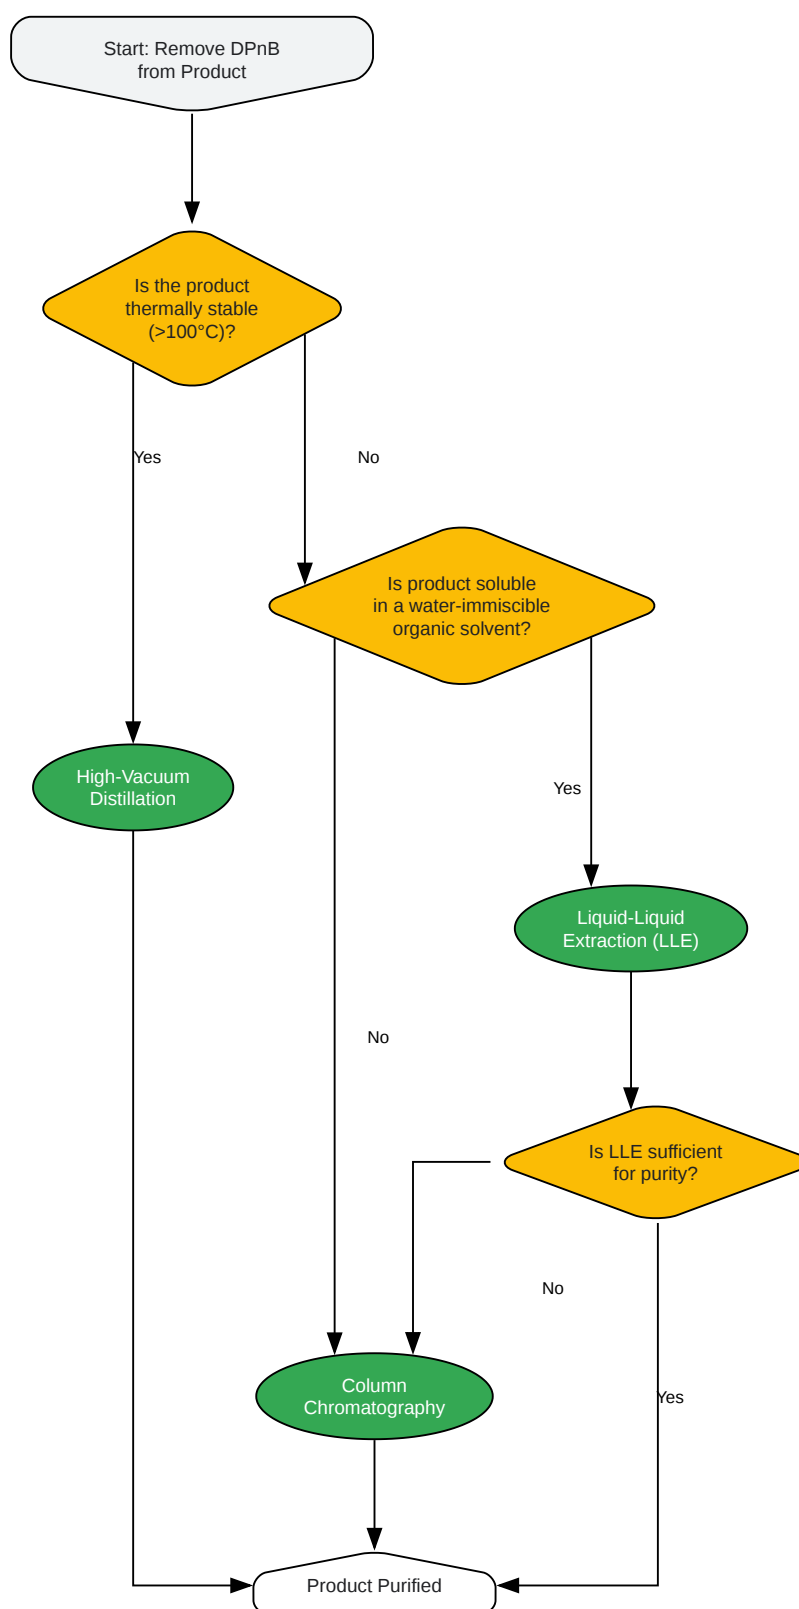 Start: Remove DPnB
from Product
Is the product
thermally stable
(>100°C)?
Yes
No
Is product soluble
in a water-immiscible
organic solvent?
High-Vacuum
Distillation
Yes
Liquid-Liquid
Extraction (LLE)
No
Is LLE sufficient
for purity?
No
Column
Chromatography
Yes
Product Purified